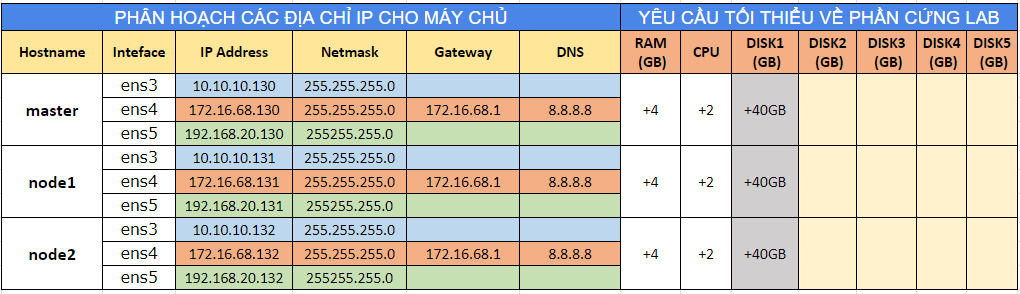 PHÂN HOẠCH CÁC ĐỊA CHỈ IP CHO MÁY CHỦ YÊU CẦU TỐI THIỂU VỀ PHẦN CỨNG LAB
Hostname Inteface IP Address Netmask Gateway DNS RAM (GB) CPU DISK1 (GB) DISK2 (GB) DISK3 (GB) DISK4 (GB) DISK5 (GB)
ens3 10.10.10.130 255.255.255.0
master ens4 172.16.68.130 255.255.255.0 172.16.68.1 8.8.8.8 +4 +2 +40GB
ens5 192.168.20.130 255255.255.0
ens3 10.10.10.131 255.255.255.0
node1 ens4 172.16.68.131 255.255.255.0 172.16.68.1 8.8.8.8 +4 +2 +40GB
ens5 192.168.20.131 255255.255.0
ens3 10.10.10.132 255.255.255.0
node2 ens4 172.16.68.132 255.255.255.0 172.16.68.1 8.8.8.8 +4 +2 +40GB
ens5 192.168.20.132 255255.255.0